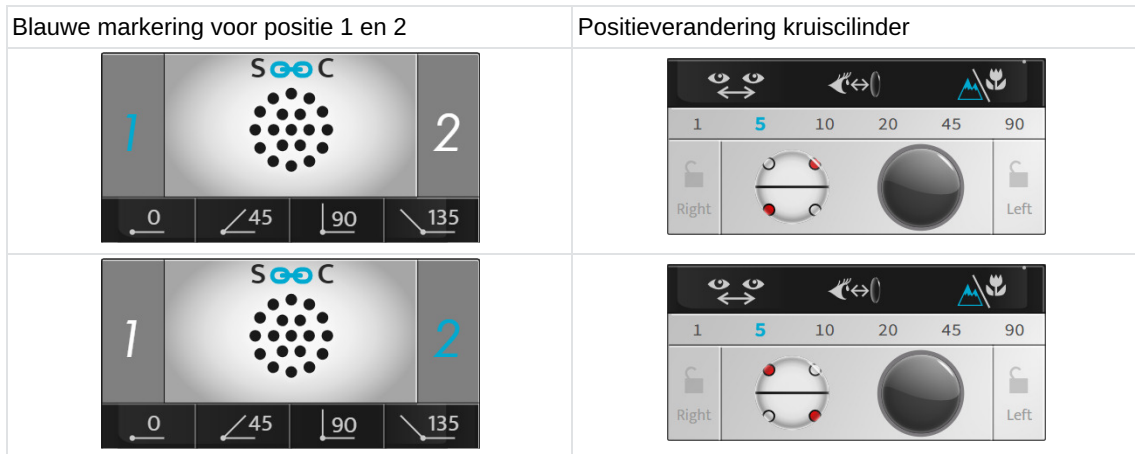 Blauwe markering voor positie 1 en 2
Positieverandering kruiscilinder
S C
1
2
0 45 90 135
1 5 10 20 45 90
Right
Left
S C
1
2
0 45 90 135
1 5 10 20 45 90
Right
Left